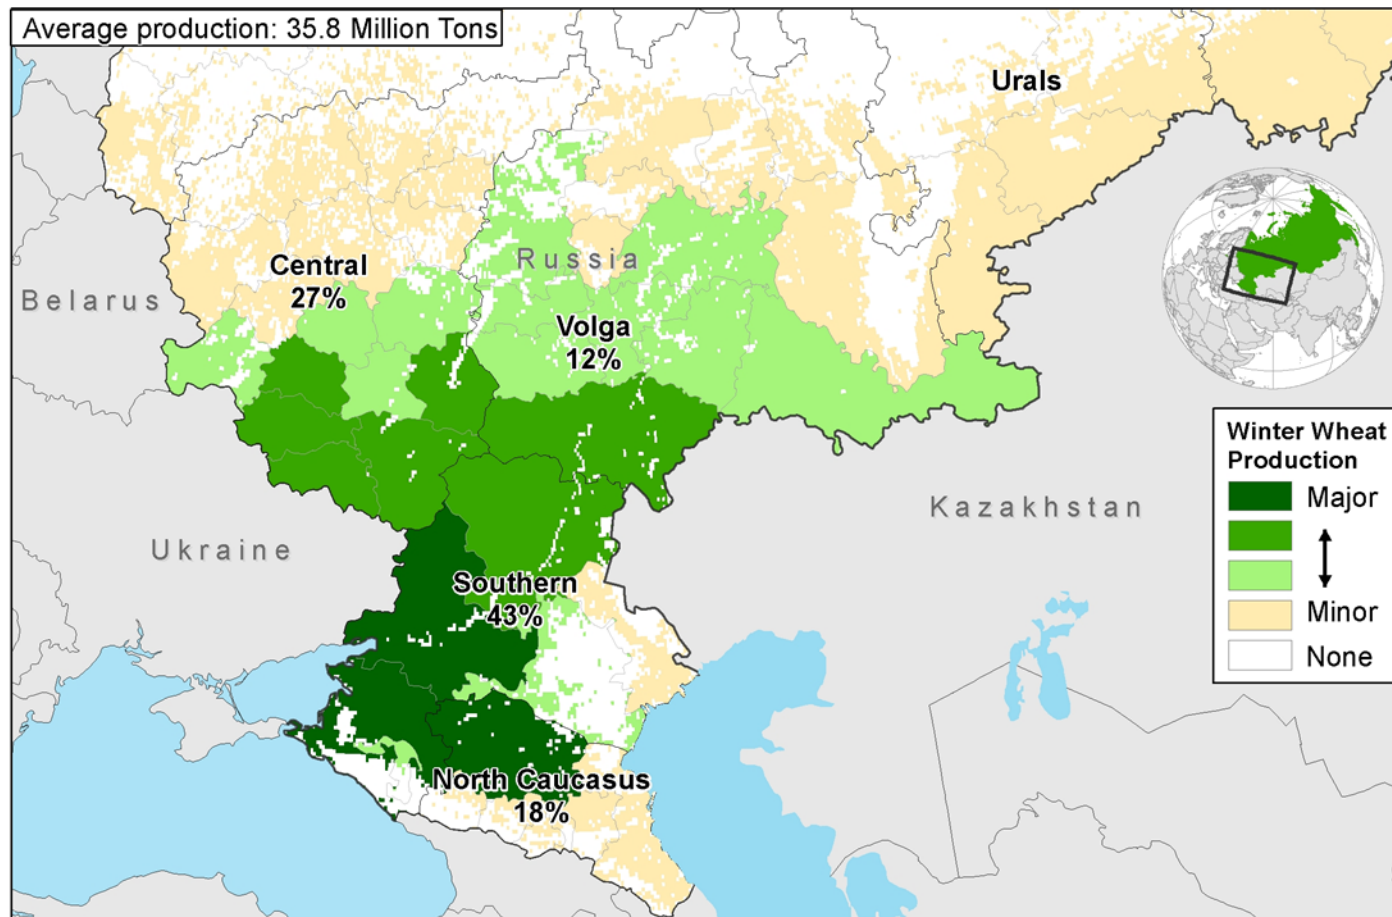 Average production: 35.8 Million Tons
Urals
Russia
Central
27%
Belarus
Volga
12%
Winter Wheat
Production
Major
Minor
None
Kazakhstan
Ukraine
Southern
43%
North Caucasus
18%